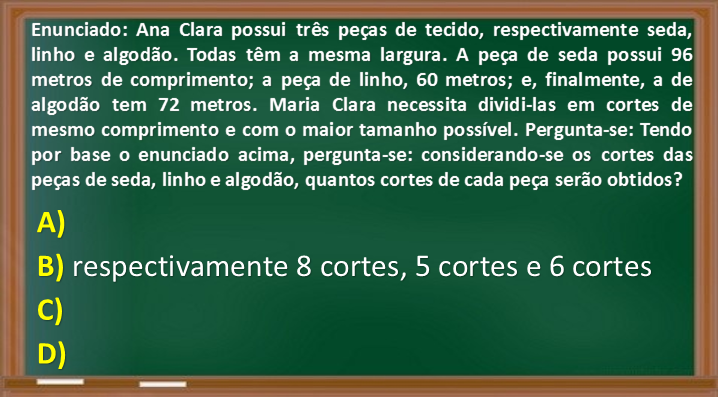 Enunciado: Ana Clara possui três peças de tecido, respectivamente seda,
linho e algodão. Todas têm a mesma largura. A peça de seda possui 96
metros de comprimento; a peça de linho, 60 metros; e, finalmente, a de
algodão tem 72 metros. Maria Clara necessita dividi-las em cortes de
mesmo comprimento e com o maior tamanho possível. Pergunta-se: Tendo
por base o enunciado acima, pergunta-se: considerando-se os cortes das
peças de seda, linho e algodão, quantos cortes de cada peça serão obtidos?
A)
B) respectivamente 8 cortes, 5 cortes e 6 cortes
C)
D)